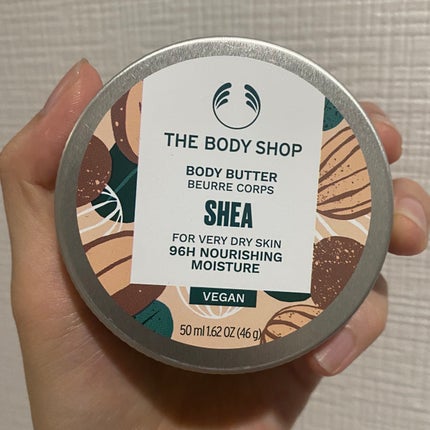 THE BODY SHOP
BODY BUTTER
BEURRE CORPS
SHEA
FOR VERY DRY SKIN
96H NOURISHING
MOISTURE
VEGAN
50 ml 1.62 OZ (46 g)